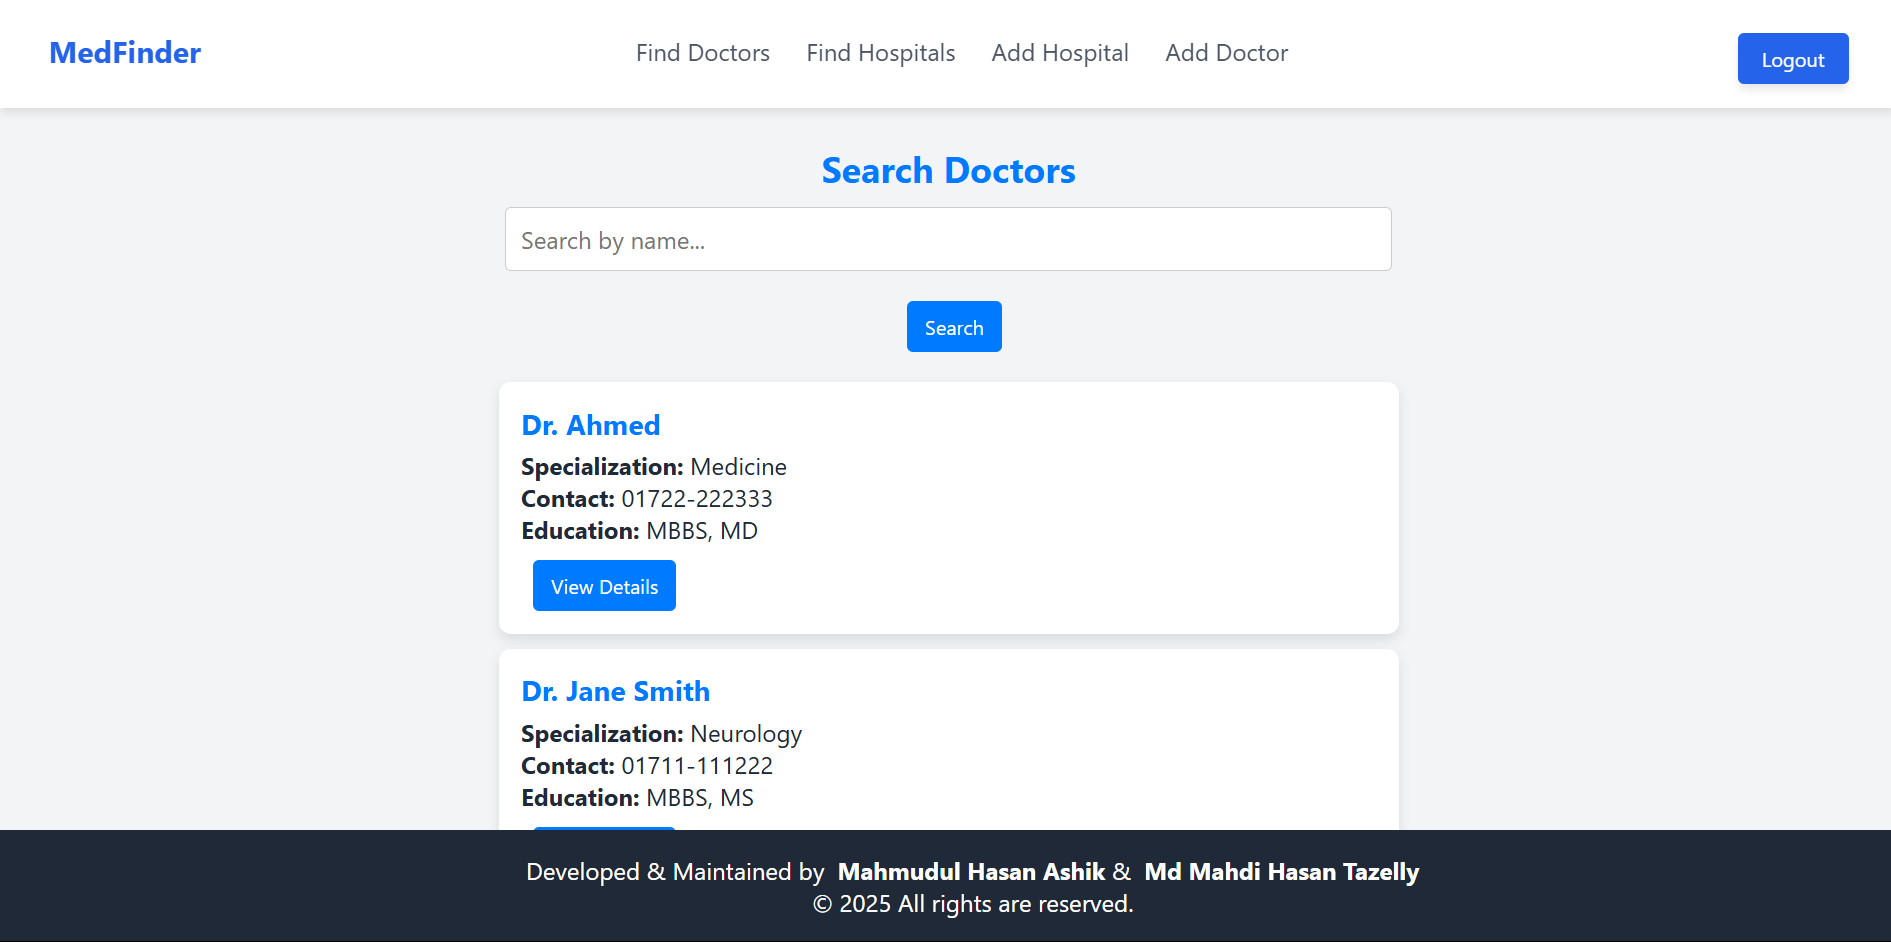 MedFinder
Find Doctors
Find Hospitals
Add Hospital
Add Doctor
Logout
Search Doctors
Search by name...
Search
Dr. Ahmed
Specialization: Medicine
Contact: 01722-222333
Education: MBBS, MD
View Details
Dr. Jane Smith
Specialization: Neurology
Contact: 01711-111222
Education: MBBS, MS
Developed & Maintained by Mahmudul Hasan Ashik & Md Mahdi Hasan Tazelly
© 2025 All rights are reserved.